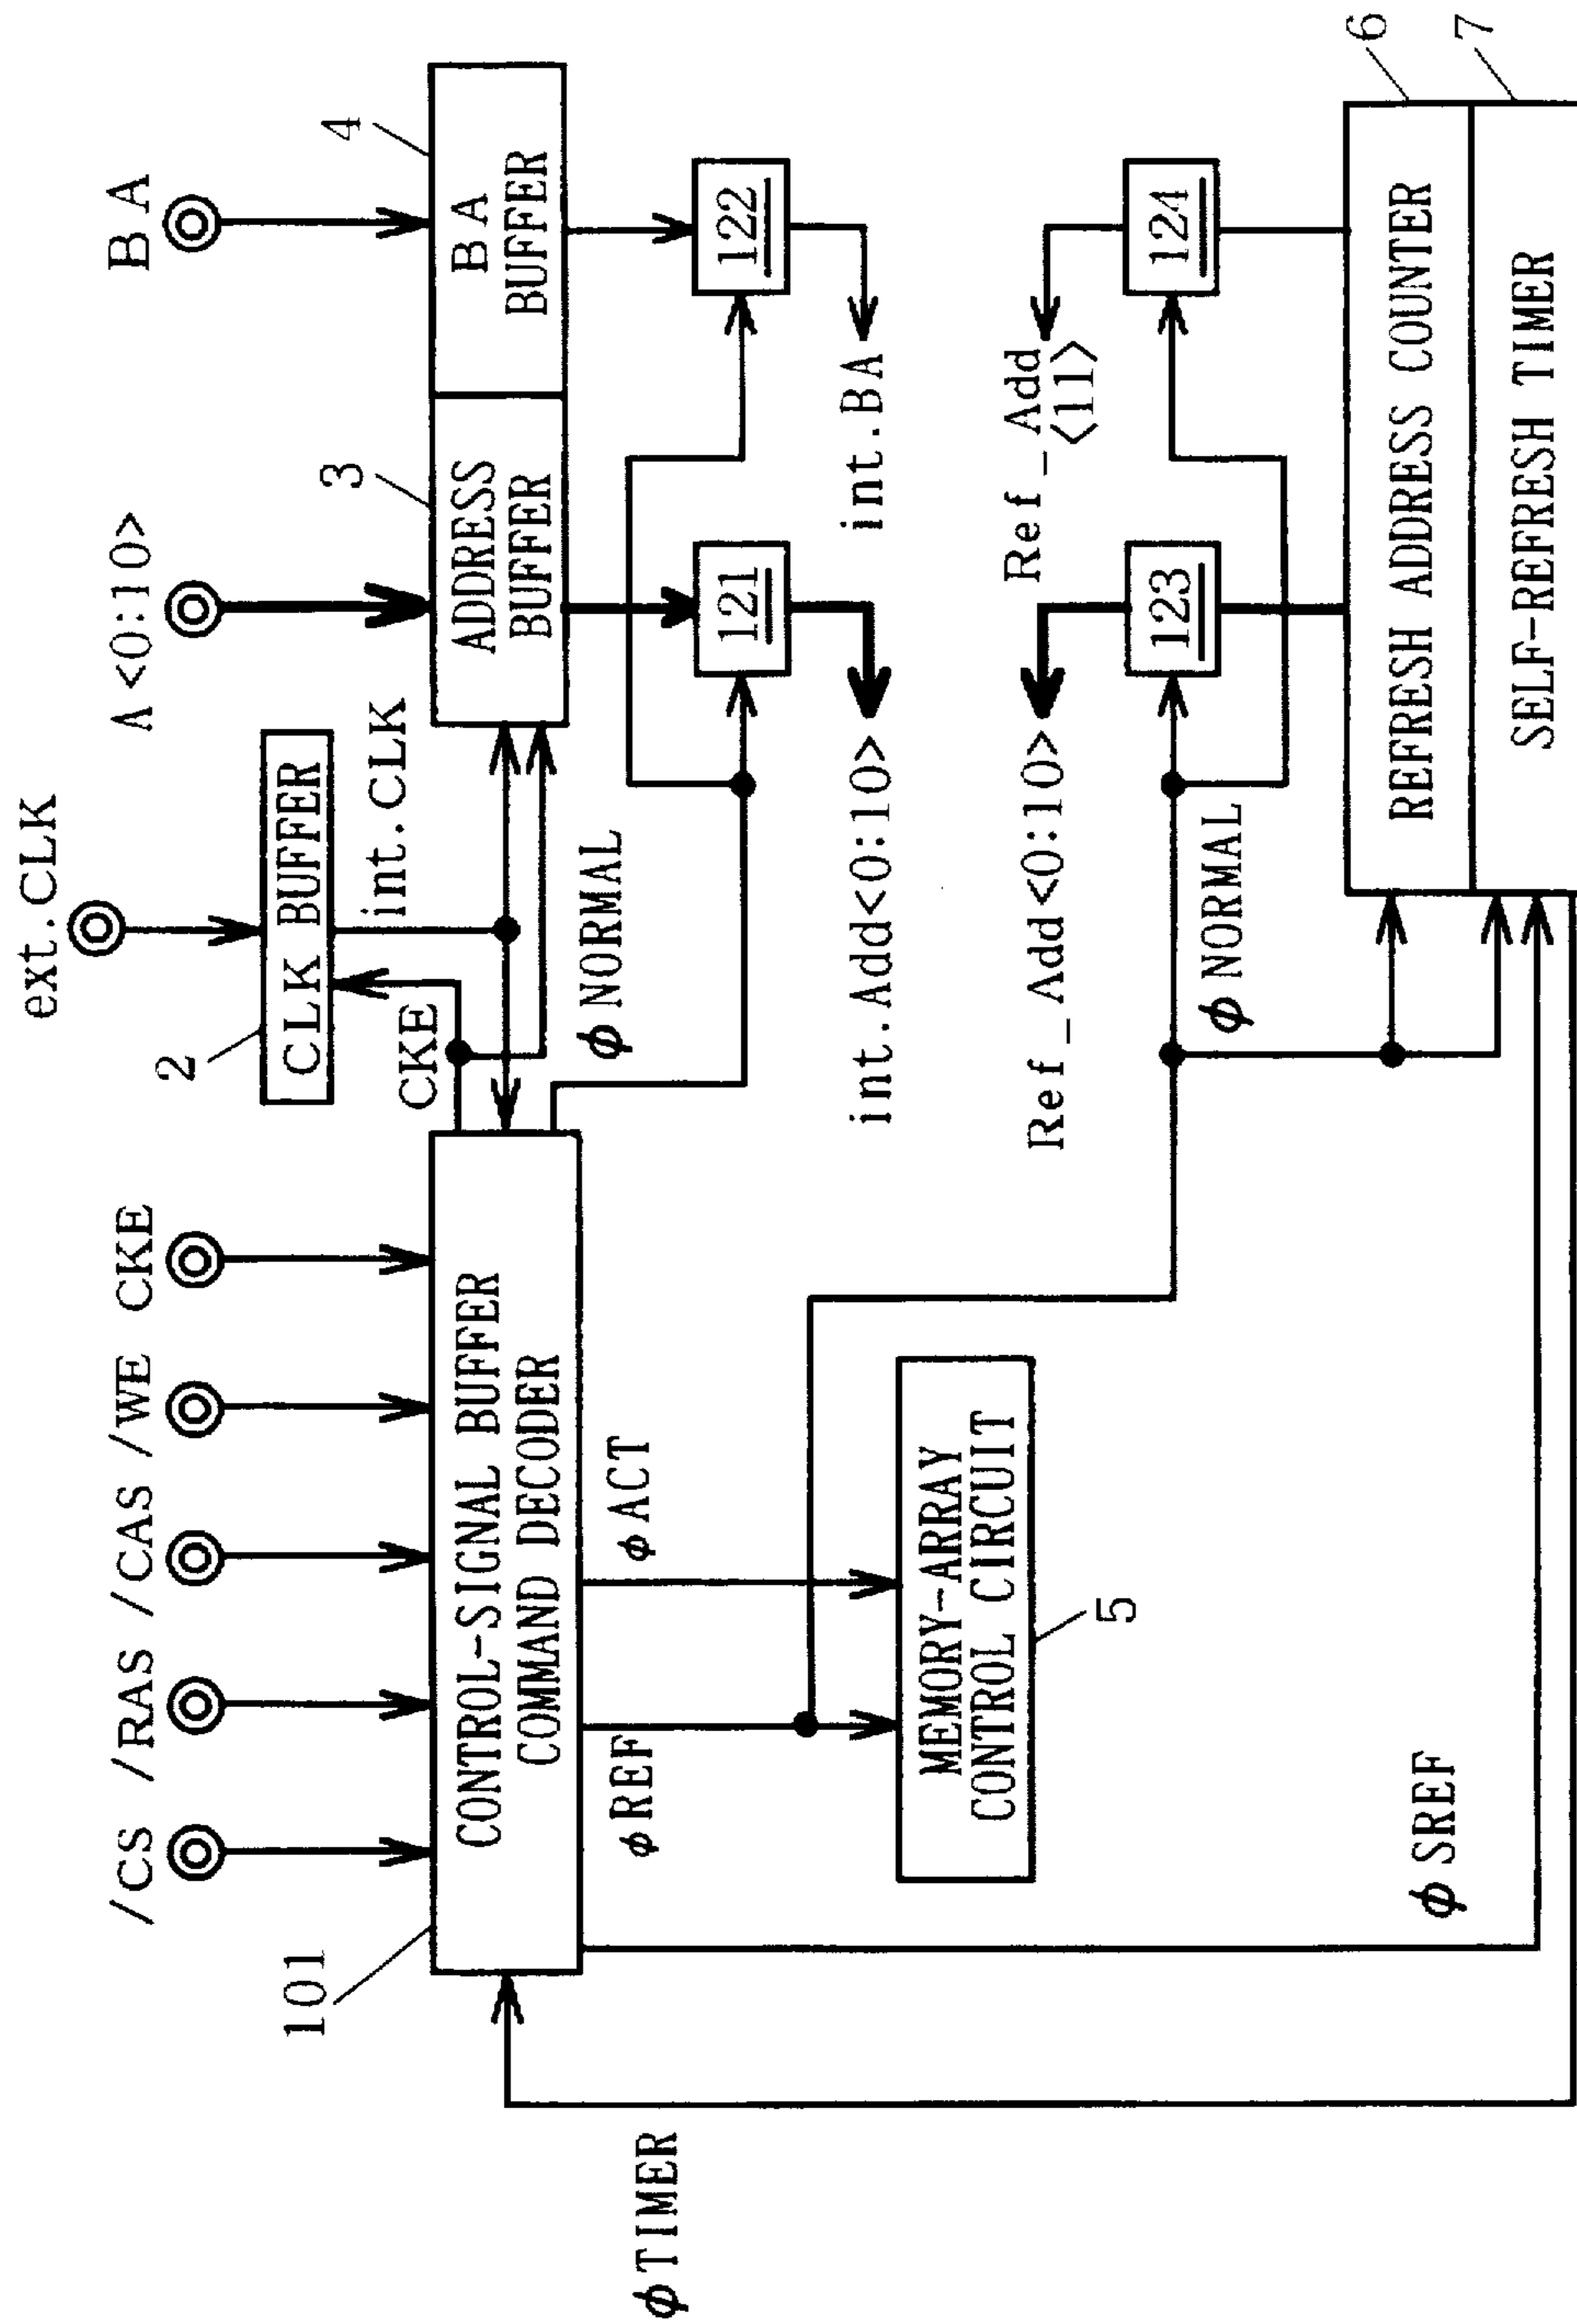 ext.CLK
/CS /RAS /CAS /WE CKE
A<0:10>
BA
101
2
CLK BUFFER
3
4
CKE
int.CLK
CONTROL-SIGNAL BUFFER
COMMAND DECODER
ADDRESS
BUFFER
BA
BUFFER
φ REF
φ ACT
φ NORMAL
121
122
φ TIMER
int.Add<0:10>
int.BA
MEMORY-ARRAY
CONTROL CIRCUIT
5
Ref_Add<0:10>
Ref_Add
<11>
123
124
φ NORMAL
φ SREF
REFRESH ADDRESS COUNTER
6
SELF-REFRESH TIMER
7